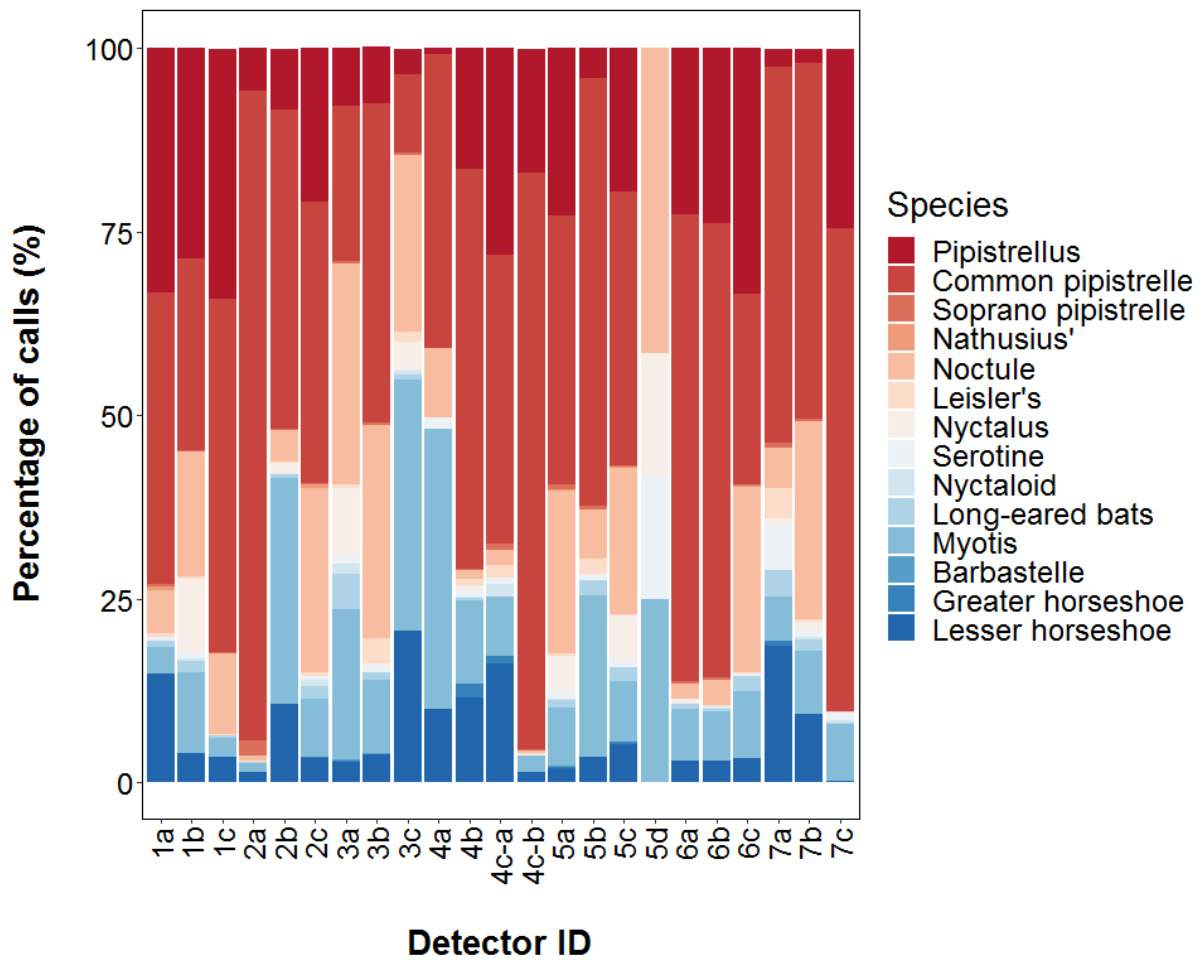 Percentage of calls (%)
100
75
50
25
0
1a
1b
1c
2a
2b
2c
3a
3b
3c
4a
4b
4c-a
4c-b
5a
5b
5c
5d
6a
6b
6c
7a
7b
7c
Detector ID
Species
Pipistrellus
Common pipistrelle
Soprano pipistrelle
Nathusius'
Noctule
Leisler's
Nyctalus
Serotine
Nyctaloid
Long-eared bats
Myotis
Barbastelle
Greater horseshoe
Lesser horseshoe